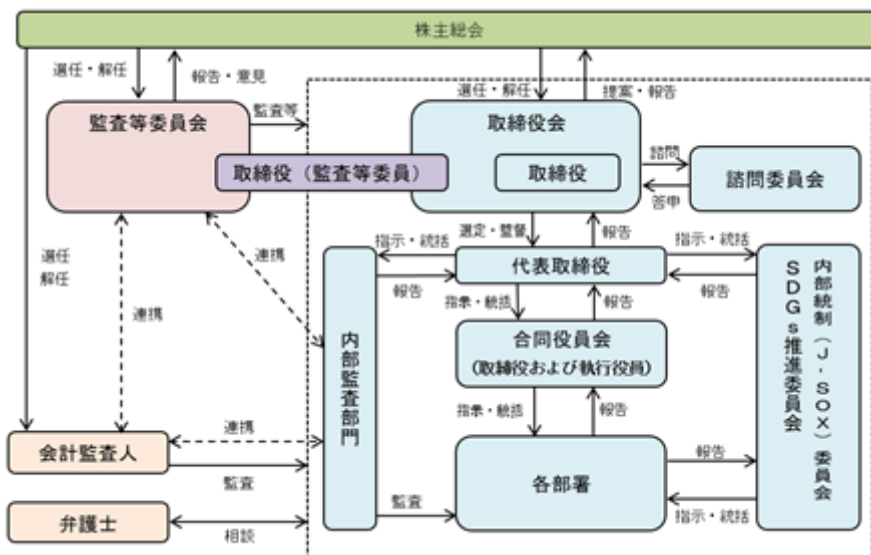 株主総会
選任・解任
報告・意見
選任・解任
提案・報告
監査等委員会
監査等
取締役会
取締役（監査等委員）
取締役
諮問
答申
諮問委員会
選任
解任
連携
連携
選定・監督
報告
指示・統括
報告
代表取締役
指示・統括
報告
指示・統括
報告
合同役員会
（取締役および執行役員）
内部監査部門
内部統制（J-SOX）委員会
SDGs推進委員会
指示・統括
報告
連携
会計監査人
監査
各部署
報告
指示・統括
監査
弁護士
相談